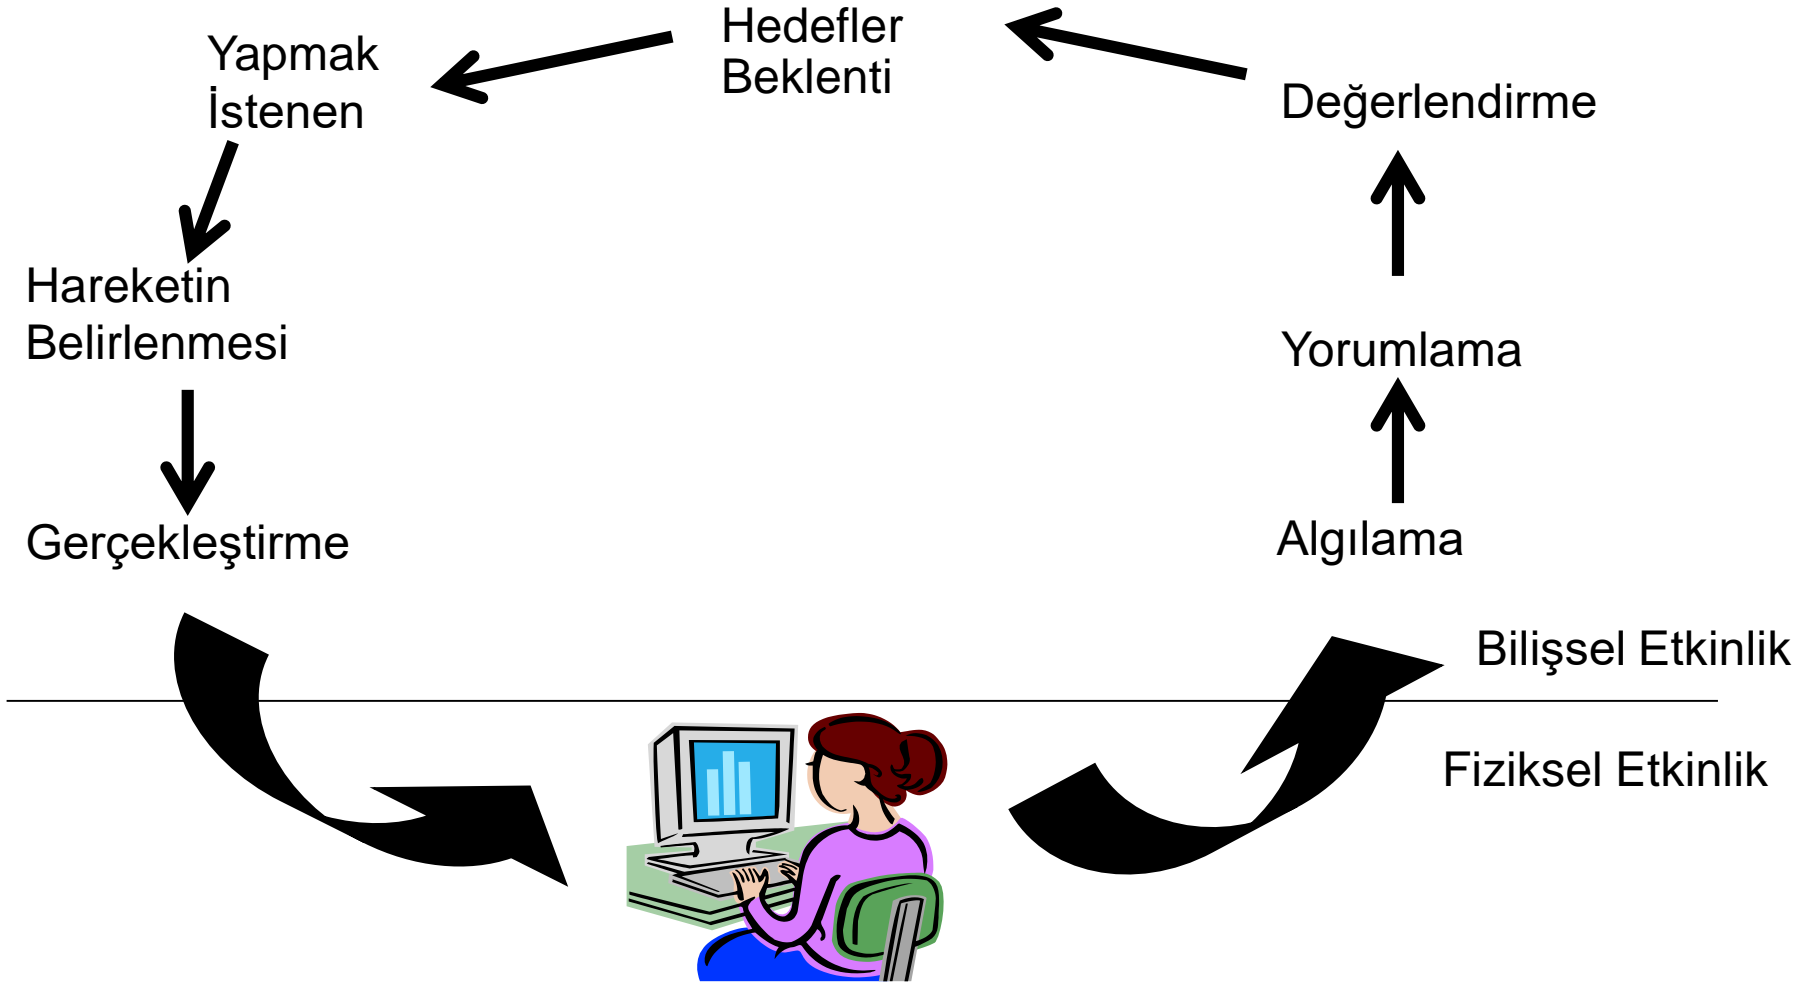 Hedefler
Beklenti
Yapmak
İstenen
Değerlendirme
Hareketin
Belirlenmesi
Yorumlama
Gerçekleştirme
Algılama
Bilişsel Etkinlik
Fiziksel Etkinlik